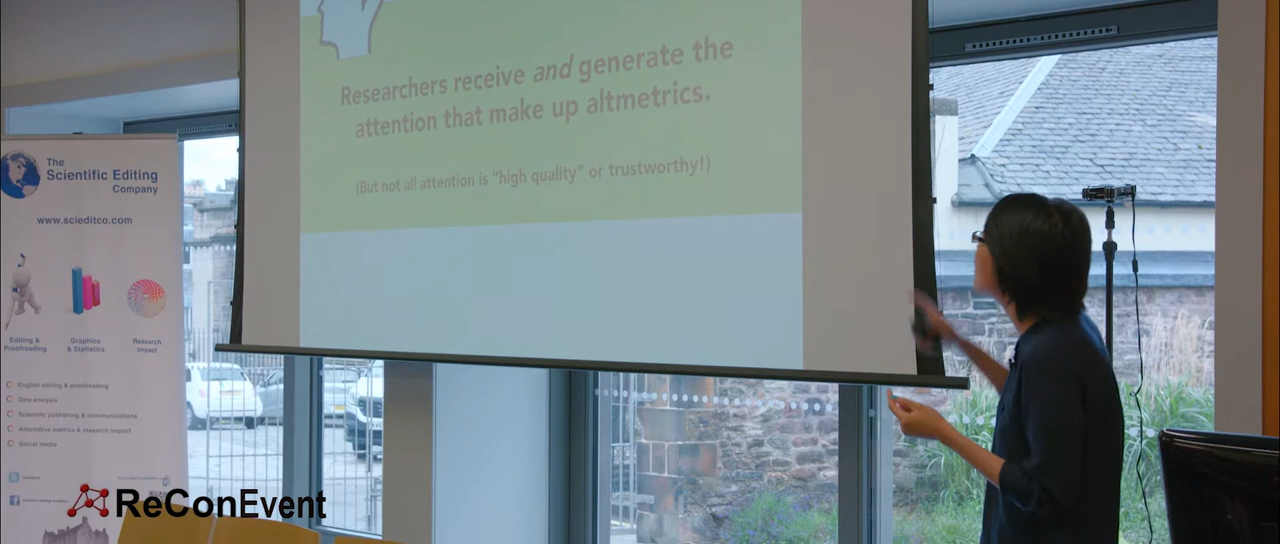 Researchers receive and generate the
attention that make up altmetrics.
(But not all attention is "high quality" or trustworthy!)
The
Scientific Editing
Company
www.scieditco.com
Editing &
Proofreading
Graphics
& Statistics
Research
Impact
English editing & proofreading
Data Analysis
Scientific publishing & communications
Alternative metrics & research impact
Social media
ReConEvent